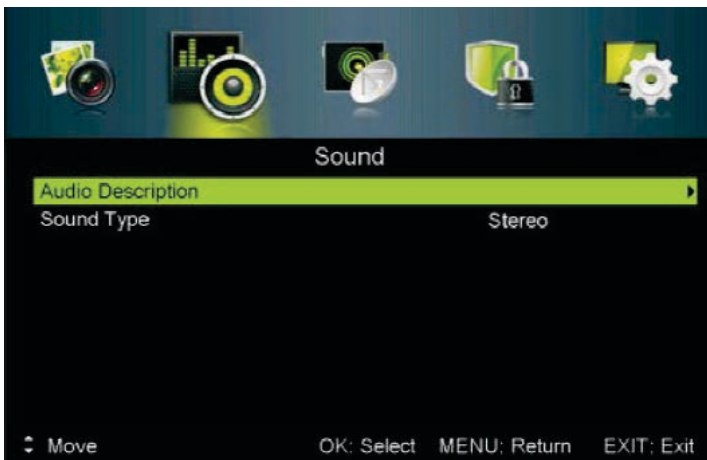 Sound
Audio Description
Sound Type Stereo
Move OK: Select MENU: Return EXIT: Exit